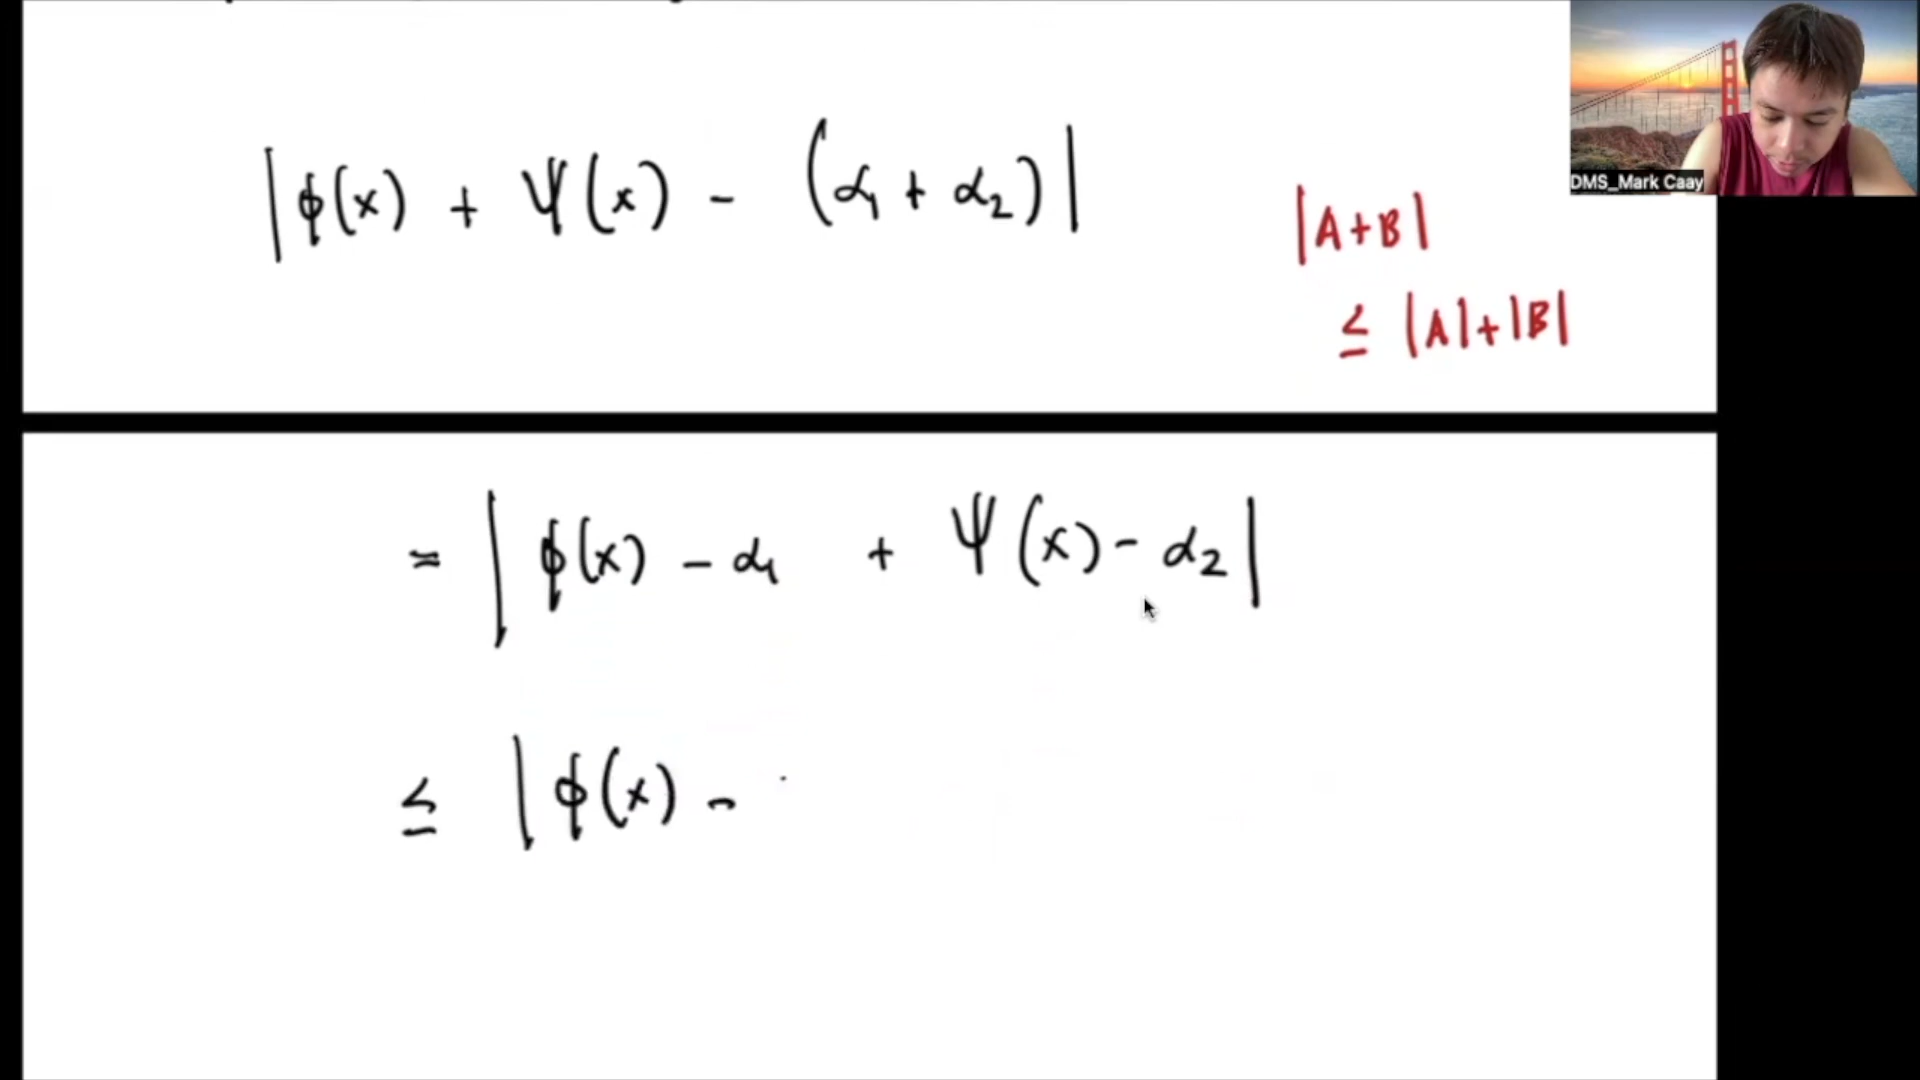 |ϕ(x) + Ψ(x) - (α₁ + α₂)|
|A+B|
≤ |A|+|B|
= |ϕ(x) - α₁ + Ψ(x) - α₂|
≤ |ϕ(x) -
DMS_Mark Caay